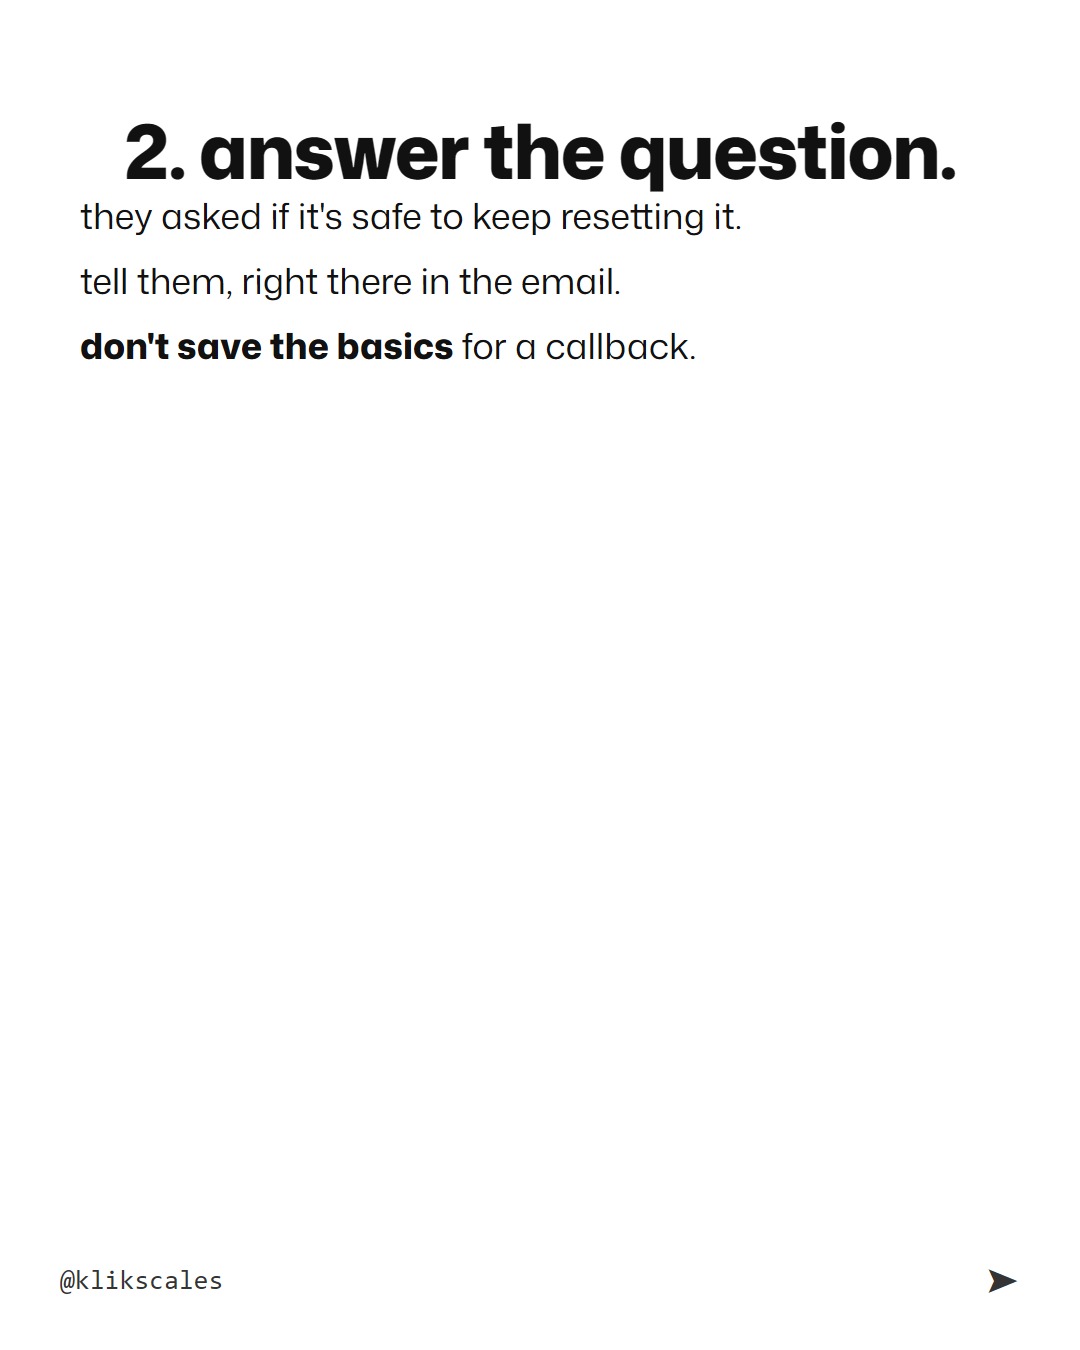 2. answer the question.
they asked if it's safe to keep resetting it.
tell them, right there in the email.
don't save the basics for a callback.
@klikscales